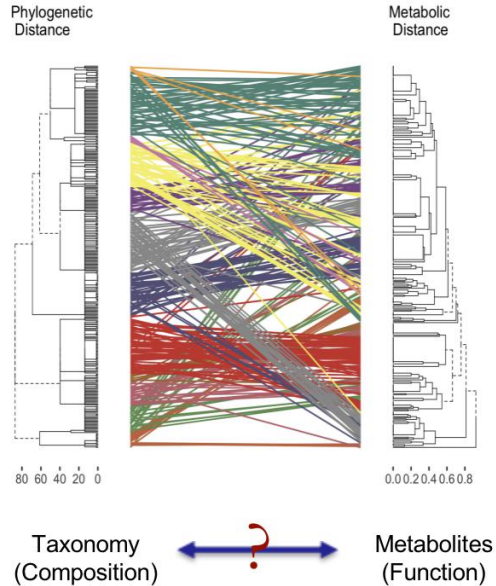 Phylogenetic
Distance
Metabolic
Distance
80 60 40 20 0
0.0 0.2 0.4 0.6 0.8
Taxonomy
(Composition)
?
Metabolites
(Function)